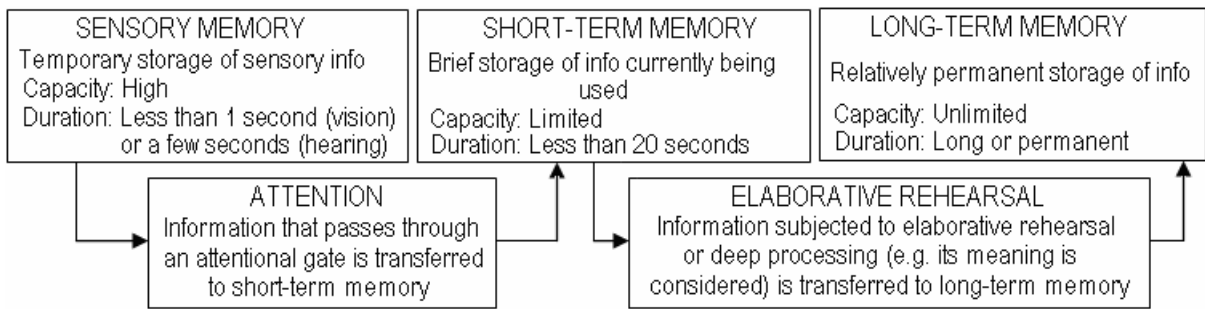 SENSORY MEMORY
Temporary storage of sensory info
Capacity: High
Duration: Less than 1 second (vision)
or a few seconds (hearing)
SHORT-TERM MEMORY
Brief storage of info currently being
used
Capacity: Limited
Duration: Less than 20 seconds
LONG-TERM MEMORY
Relatively permanent storage of info
Capacity: Unlimited
Duration: Long or permanent
ATTENTION
Information that passes through
an attentional gate is transferred
to short-term memory
ELABORATIVE REHEARSAL
Information subjected to elaborative rehearsal
or deep processing (e.g. its meaning is
considered) is transferred to long-term memory